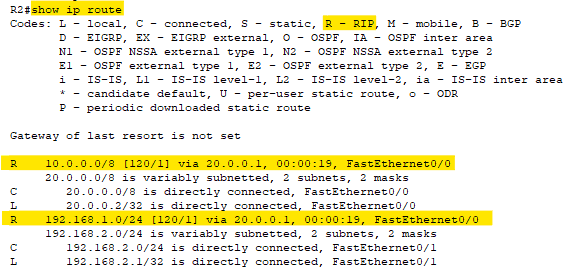 R2#show ip route
Codes: L - local, C - connected, S - static, R - RIP, M - mobile, B - BGP
D - EIGRP, EX - EIGRP external, O - OSPF, IA - OSPF inter area
N1 - OSPF NSSA external type 1, N2 - OSPF NSSA external type 2
E1 - OSPF external type 1, E2 - OSPF external type 2, E - EGP
i - IS-IS, L1 - IS-IS level-1, L2 - IS-IS level-2, ia - IS-IS inter area
* - candidate default, U - per-user static route, o - ODR
P - periodic downloaded static route
Gateway of last resort is not set
R 10.0.0.0/8 [120/1] via 20.0.0.1, 00:00:19, FastEthernet0/0
20.0.0.0/8 is variably subnetted, 2 subnets, 2 masks
C 20.0.0.0/8 is directly connected, FastEthernet0/0
L 20.0.0.2/32 is directly connected, FastEthernet0/0
R 192.168.1.0/24 [120/1] via 20.0.0.1, 00:00:19, FastEthernet0/0
192.168.2.0/24 is variably subnetted, 2 subnets, 2 masks
C 192.168.2.0/24 is directly connected, FastEthernet0/1
L 192.168.2.1/32 is directly connected, FastEthernet0/1